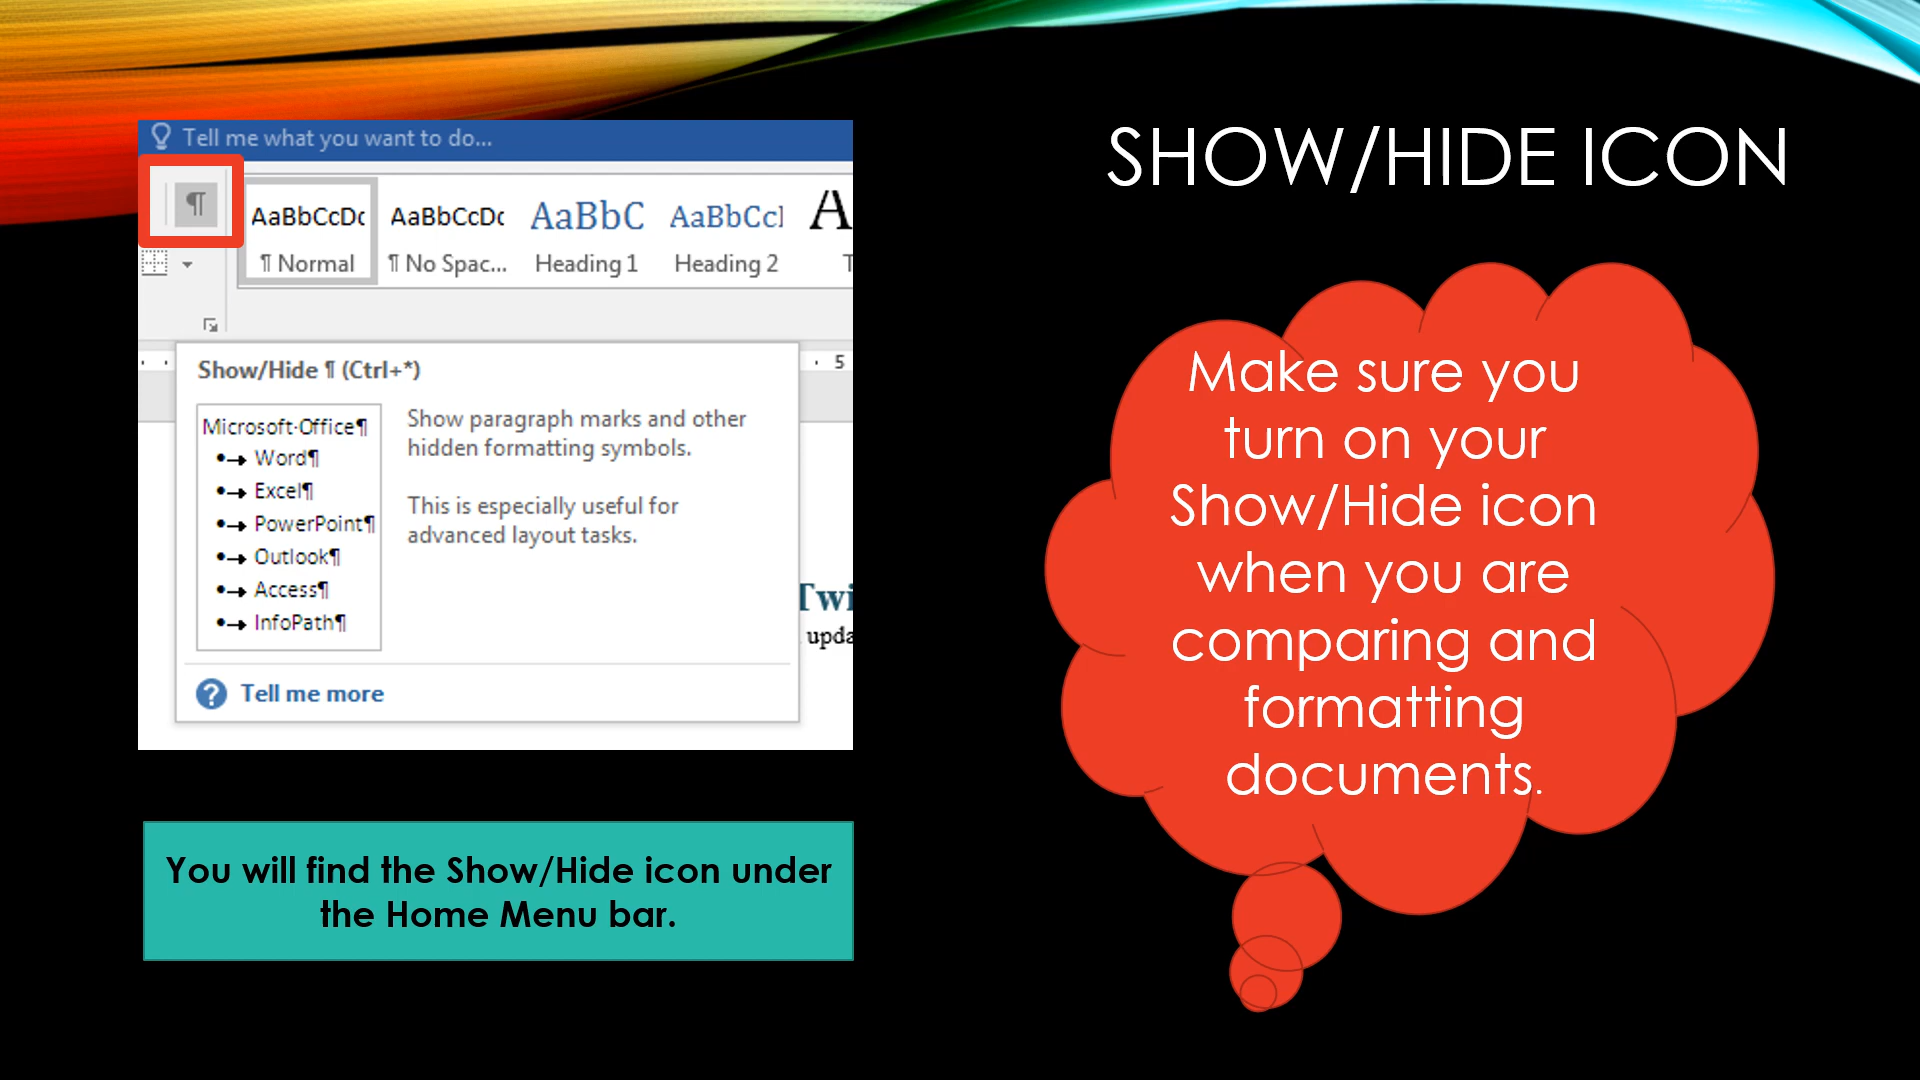 Tell me what you want to do...
¶
AaBbCcDc AaBbCcDc AaBbC AaBbCcI A
¶ Normal ¶ No Spac... Heading 1 Heading 2 T
Show/Hide ¶ (Ctrl+*)
5
Microsoft·Office¶
•→ Word¶
•→ Excel¶
•→ PowerPoint¶
•→ Outlook¶
•→ Access¶
•→ InfoPath¶
Show paragraph marks and other
hidden formatting symbols.
This is especially useful for
advanced layout tasks.
Twi
upda
? Tell me more
You will find the Show/Hide icon under
the Home Menu bar.
SHOW/HIDE ICON
Make sure you
turn on your
Show/Hide icon
when you are
comparing and
formatting
documents.